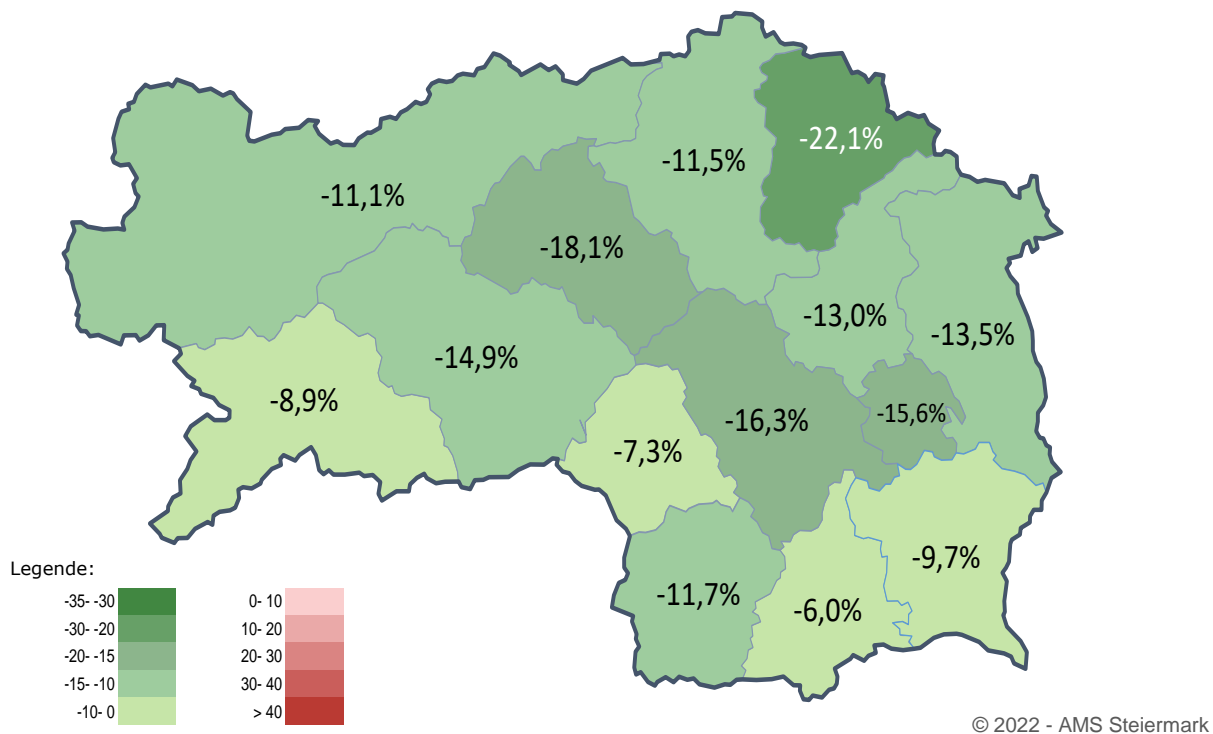 -22,1%
-11,5%
-11,1%
-18,1%
-13,0%
-13,5%
-14,9%
-8,9%
-15,6%
-16,3%
-7,3%
-9,7%
-11,7%
-6,0%
Legende:
-35- -30 0- 10
-30- -20 10- 20
-20- -15 20- 30
-15- -10 30- 40
-10- 0 > 40
© 2022 - AMS Steiermark